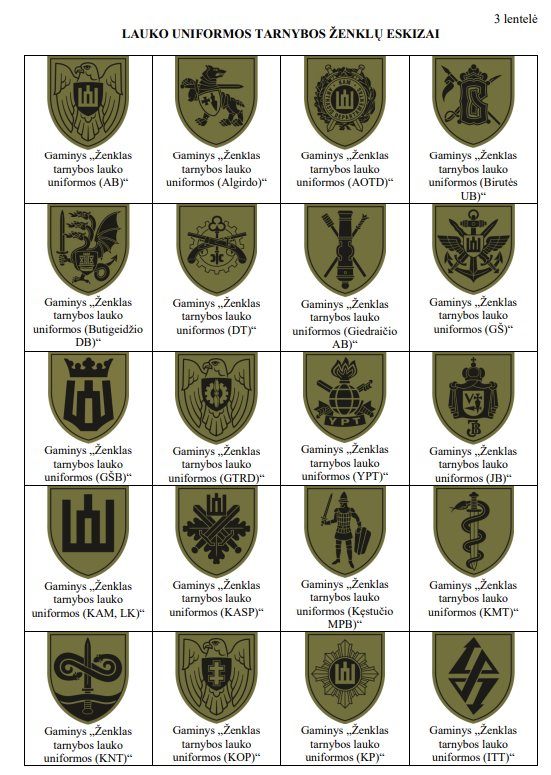 3 lentelė
LAUKO UNIFORMOS TARNYBOS ŽENKLŲ ESKIZAI
Gaminys „Ženklas
tarnybos lauko
uniformos (AB)“
Gaminys „Ženklas
tarnybos lauko
uniformos (Algirdo)“
KAM
Gaminys „Ženklas
tarnybos lauko
uniformos (AOTD)“
Gaminys „Ženklas
tarnybos lauko
uniformos (Birutės
UB)“
Gaminys „Ženklas
tarnybos lauko
uniformos (Butigeidžio
DB)“
Gaminys „Ženklas
tarnybos lauko
uniformos (DT)“
Gaminys „Ženklas
tarnybos lauko
uniformos (Giedraičio
AB)“
Gaminys „Ženklas
tarnybos lauko
uniformos (GŠ)“
Gaminys „Ženklas
tarnybos lauko
uniformos (GŠB)“
Gaminys „Ženklas
tarnybos lauko
uniformos (GTRD)“
YPT
Gaminys „Ženklas
tarnybos lauko
uniformos (YPT)“
JB
Gaminys „Ženklas
tarnybos lauko
uniformos (JB)“
Gaminys „Ženklas
tarnybos lauko
uniformos (KAM, LK)“
Gaminys „Ženklas
tarnybos lauko
uniformos (KASP)“
Gaminys „Ženklas
tarnybos lauko
uniformos (Kęstučio
MPB)“
Gaminys „Ženklas
tarnybos lauko
uniformos (KMT)“
Gaminys „Ženklas
tarnybos lauko
uniformos (KNT)“
Gaminys „Ženklas
tarnybos lauko
uniformos (KOP)“
Gaminys „Ženklas
tarnybos lauko
uniformos (KP)“
Gaminys „Ženklas
tarnybos lauko
uniformos (ITT)“